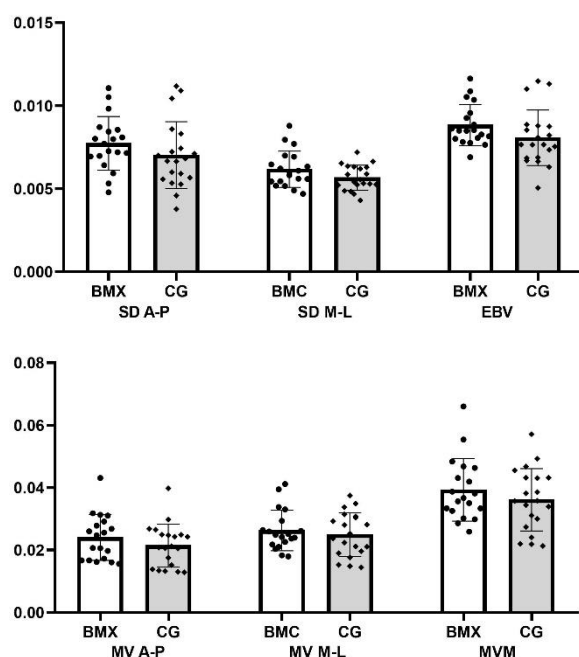 0.015
0.010
0.005
0.000
BMX CG BMC CG BMX CG
SD A-P SD M-L EBV
0.08
0.06
0.04
0.02
0.00
BMX CG BMC CG BMX CG
MV A-P MV M-L MVM